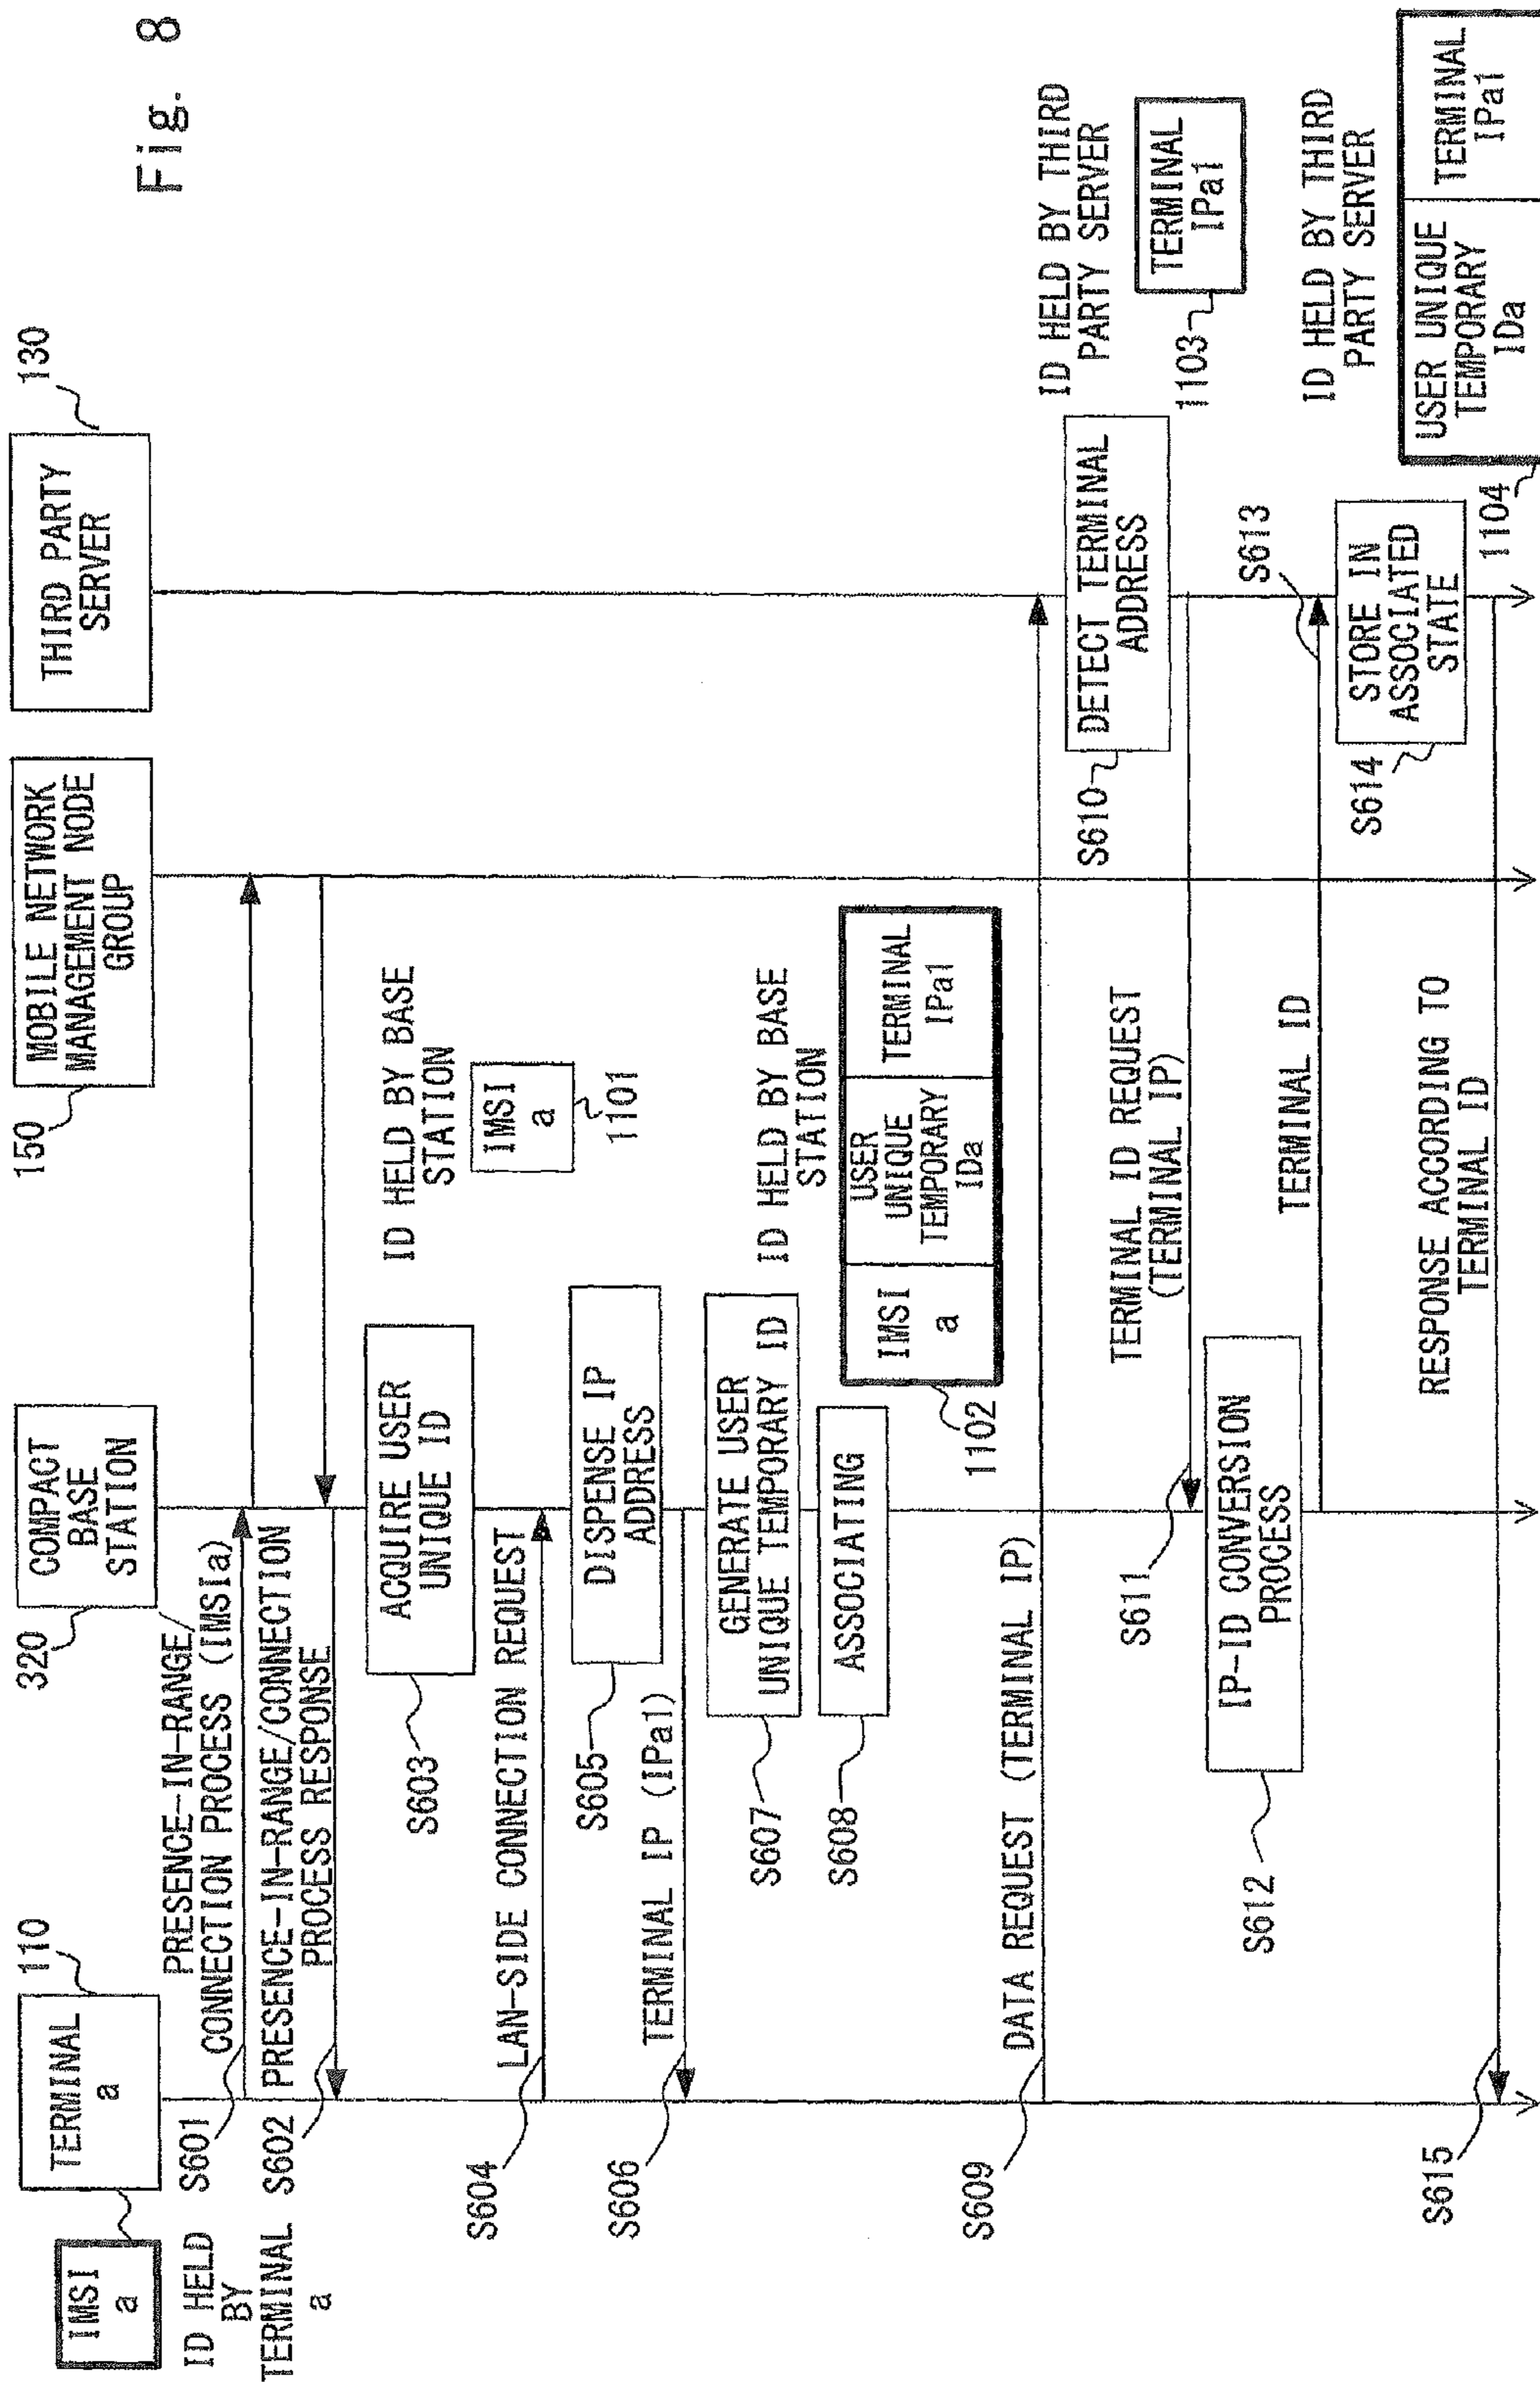 Fig. 8
IMSI
a
ID HELD
BY
TERMINAL
a
TERMINAL
a
110
COMPACT
BASE
STATION
320
MOBILE NETWORK
MANAGEMENT NODE
GROUP
150
THIRD PARTY
SERVER
130
S601
PRESENCE-IN-RANGE/
CONNECTION PROCESS (IMSIa)
S602
PRESENCE-IN-RANGE/CONNECTION
PROCESS RESPONSE
ACQUIRE USER
UNIQUE ID
S603
ID HELD BY BASE
STATION
IMSI
a
1101
S604
LAN-SIDE CONNECTION REQUEST
DISPENSE IP
ADDRESS
S605
S606
TERMINAL IP (IPa1)
GENERATE USER
UNIQUE TEMPORARY ID
S607
ASSOCIATING
S608
ID HELD BY BASE
STATION
IMSI
a
USER
UNIQUE
TEMPORARY
IDa
TERMINAL
IPa1
1102
S609
DATA REQUEST (TERMINAL IP)
DETECT TERMINAL
ADDRESS
S610
ID HELD BY THIRD
PARTY SERVER
TERMINAL
IPa1
1103
S611
TERMINAL ID REQUEST
(TERMINAL IP)
IP-ID CONVERSION
PROCESS
S612
TERMINAL ID
S613
STORE IN
ASSOCIATED
STATE
S614
ID HELD BY THIRD
PARTY SERVER
USER UNIQUE
TEMPORARY
IDa
TERMINAL
IPa1
1104
S615
RESPONSE ACCORDING TO
TERMINAL ID